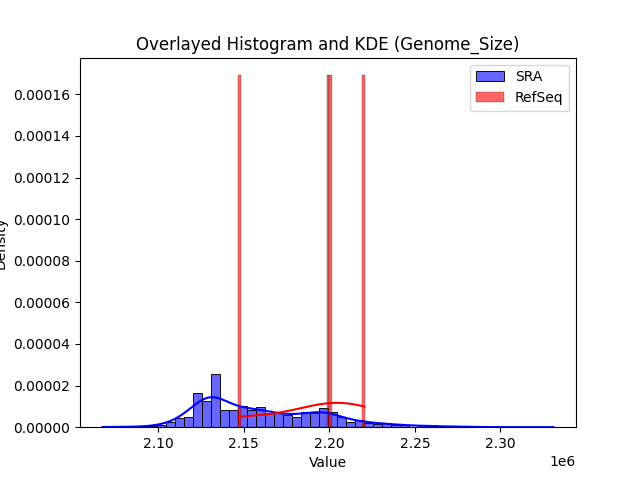 Overlayed Histogram and KDE (Genome_Size)
SRA
RefSeq
0.00016
0.00014
0.00012
0.00010
0.00008
0.00006
0.00004
0.00002
0.00000
Density
2.10 2.15 2.20 2.25 2.30
1e6
Value